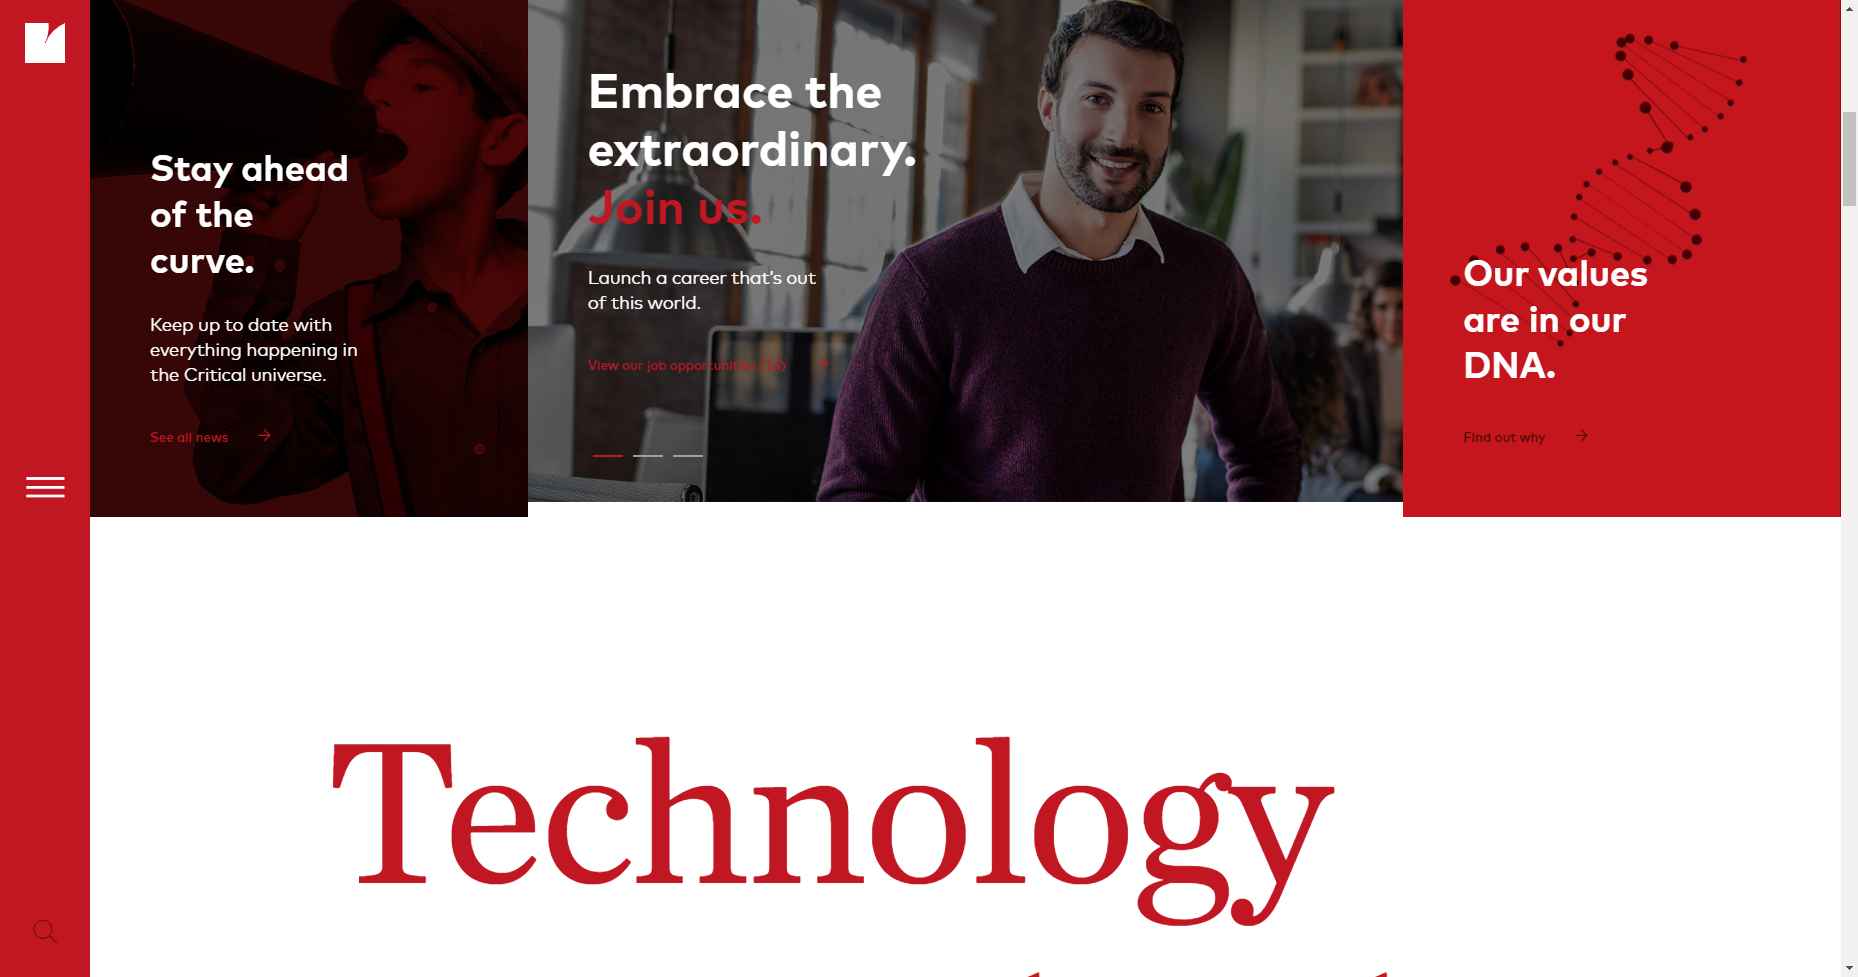 Stay ahead
of the
curve.
Keep up to date with
everything happening in
the Critical universe.
See all news
Embrace the
extraordinary.
Join us.
Launch a career that's out
of this world.
View our job opportunities (16)
Our values
are in our
DNA.
Find out why
Technology